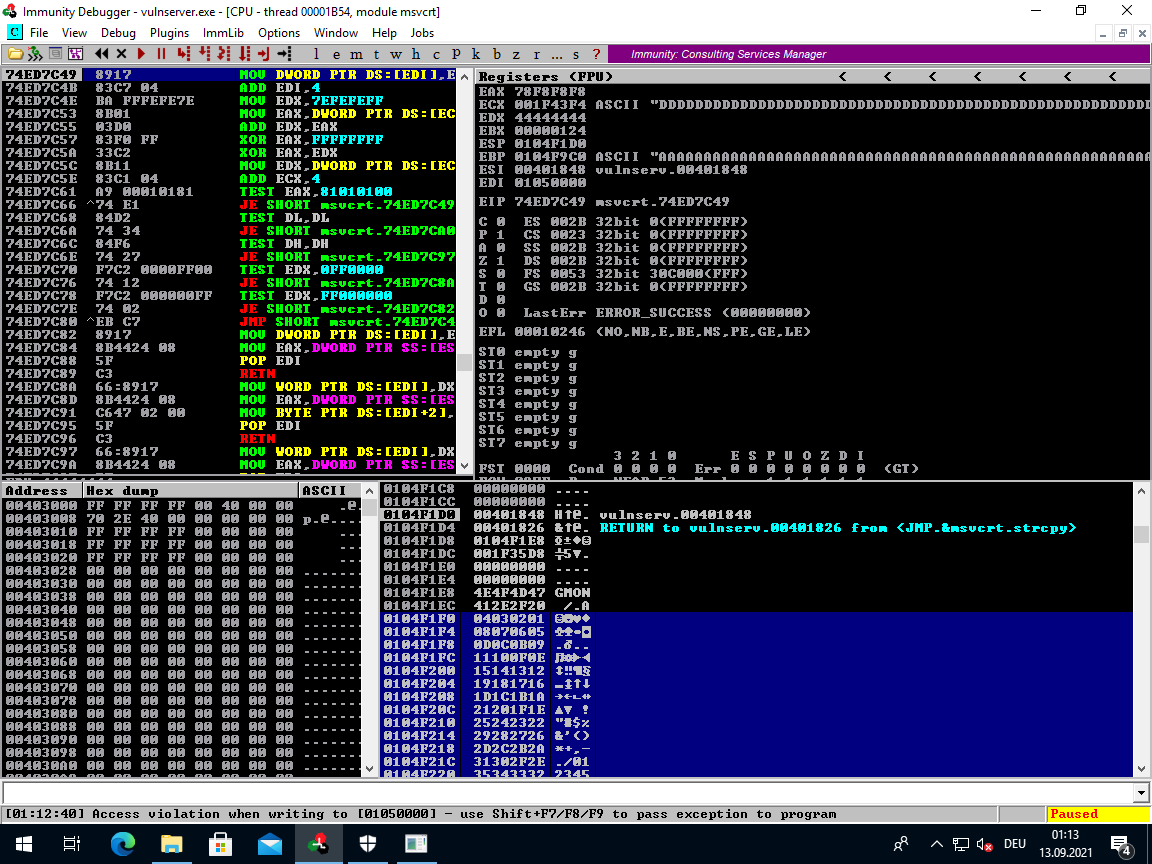 Immunity Debugger - vulnserver.exe - [CPU - thread 00001B54, module msvcrt]
C File View Debug Plugins ImmLib Options Window Help Jobs
l e m t w h c P k b z r ... s ? Immunity: Consulting Services Manager
74ED7C49 8917 MOV DWORD PTR DS:[EDI],E
74ED7C4B 83C7 04 ADD EDI,4
74ED7C4E BA FFFEFE7E MOV EDX,7EFEFEFF
74ED7C53 8B01 MOV EAX,DWORD PTR DS:[EC
74ED7C55 03D0 ADD EDX,EAX
74ED7C57 83F0 FF XOR EAX,FFFFFFFF
74ED7C5A 33C2 XOR EAX,EDX
74ED7C5C 8B11 MOV EDX,DWORD PTR DS:[EC
74ED7C5E 83C1 04 ADD ECX,4
74ED7C61 A9 00010181 TEST EAX,81010100
74ED7C66 ^74 E1 JE SHORT msvcrt.74ED7C49
74ED7C68 84D2 TEST DL,DL
74ED7C6A 74 34 JE SHORT msvcrt.74ED7CA0
74ED7C6C 84F6 TEST DH,DH
74ED7C6E 74 27 JE SHORT msvcrt.74ED7C97
74ED7C70 F7C2 0000FF00 TEST EDX,0FF0000
74ED7C76 74 12 JE SHORT msvcrt.74ED7C8A
74ED7C78 F7C2 000000FF TEST EDX,FF000000
74ED7C7E 74 02 JE SHORT msvcrt.74ED7C82
74ED7C80 ^EB C7 JMP SHORT msvcrt.74ED7C4
74ED7C82 8917 MOV DWORD PTR DS:[EDI],E
74ED7C84 8B4424 08 MOV EAX,DWORD PTR SS:[ES
74ED7C88 5F POP EDI
74ED7C89 C3 RETN
74ED7C8A 66:8917 MOV WORD PTR DS:[EDI],DX
74ED7C8D 8B4424 08 MOV EAX,DWORD PTR SS:[ES
74ED7C91 C647 02 00 MOV BYTE PTR DS:[EDI+2],
74ED7C95 5F POP EDI
74ED7C96 C3 RETN
74ED7C97 66:8917 MOV WORD PTR DS:[EDI],DX
74ED7C9A 8B4424 08 MOV EAX,DWORD PTR SS:[ES
Registers (FPU) < < < < < < <
EAX 78F8F8F8
ECX 001F43F4 ASCII "DDDDDDDDDDDDDDDDDDDDDDDDDDDDDDDDDDDDDDDDDDDDDDDDDDDDDD
EDX 44444444
EBX 00000124
ESP 0104F1D0
EBP 0104F9C0 ASCII "AAAAAAAAAAAAAAAAAAAAAAAAAAAAAAAAAAAAAAAAAAAAAAAAAAAAAA
ESI 00401848 vulnserv.00401848
EDI 01050000
EIP 74ED7C49 msvcrt.74ED7C49
C 0 ES 002B 32bit 0(FFFFFFFF)
P 1 CS 0023 32bit 0(FFFFFFFF)
A 0 SS 002B 32bit 0(FFFFFFFF)
Z 1 DS 002B 32bit 0(FFFFFFFF)
S 0 FS 0053 32bit 30C000(FFF)
T 0 GS 002B 32bit 0(FFFFFFFF)
D 0
O 0 LastErr ERROR_SUCCESS (00000000)
EFL 00010246 (NO,NB,E,BE,NS,PE,GE,LE)
ST0 empty g
ST1 empty g
ST2 empty g
ST3 empty g
ST4 empty g
ST5 empty g
ST6 empty g
ST7 empty g
3 2 1 0 E S P U O Z D I
FST 0000 Cond 0 0 0 0 Err 0 0 0 0 0 0 0 0 (GT)
Address Hex dump ASCII
00403000 FF FF FF FF 00 40 00 00 .@.
00403008 70 2E 40 00 00 00 00 00 p.@.....
00403010 FF FF FF FF 00 00 00 00 ...
00403018 FF FF FF FF 00 00 00 00 ...
00403020 FF FF FF FF 00 00 00 00 ...
00403028 00 00 00 00 00 00 00 00 ........
00403030 00 00 00 00 00 00 00 00 ........
00403038 00 00 00 00 00 00 00 00 ........
00403040 00 00 00 00 00 00 00 00 ........
00403048 00 00 00 00 00 00 00 00 ........
00403050 00 00 00 00 00 00 00 00 ........
00403058 00 00 00 00 00 00 00 00 ........
00403060 00 00 00 00 00 00 00 00 ........
00403068 00 00 00 00 00 00 00 00 ........
00403070 00 00 00 00 00 00 00 00 ........
00403078 00 00 00 00 00 00 00 00 ........
00403080 00 00 00 00 00 00 00 00 ........
00403088 00 00 00 00 00 00 00 00 ........
00403090 00 00 00 00 00 00 00 00 ........
00403098 00 00 00 00 00 00 00 00 ........
004030A0 00 00 00 00 00 00 00 00 ........
0104F1C8 00000000 ....
0104F1CC 00000000 ....
0104F1D0 00401848 H↑@. vulnserv.00401848
0104F1D4 00401826 &↑@. RETURN to vulnserv.00401826 from <JMP.&msvcrt.strcpy>
0104F1D8 0104F1E8
0104F1DC 001F35D8 ╪5▼.
0104F1E0 00000000 ....
0104F1E4 00000000 ....
0104F1E8 4E4F4D47 GMON
0104F1EC 412E2F20 /.A
0104F1F0 04030201 ☺☻♥♦
0104F1F4 08070605 ♣♠•◘
0104F1F8 0D0C0B09 .♂..
0104F1FC 11100F0E ♫☼►◄
0104F200 15141312 ↕‼¶§
0104F204 19181716 ▬↨↑↓
0104F208 1D1C1B1A →←∟↔
0104F20C 21201F1E ▲▼ !
0104F210 25242322 "#$%
0104F214 29282726 &'()
0104F218 2D2C2B2A *+,-
0104F21C 31302F2E ./01
0104F220 35343332 2345
[01:12:40] Access violation when writing to [01050000] - use Shift+F7/F8/F9 to pass exception to program Paused
DEU 01:13
13.09.2021
4